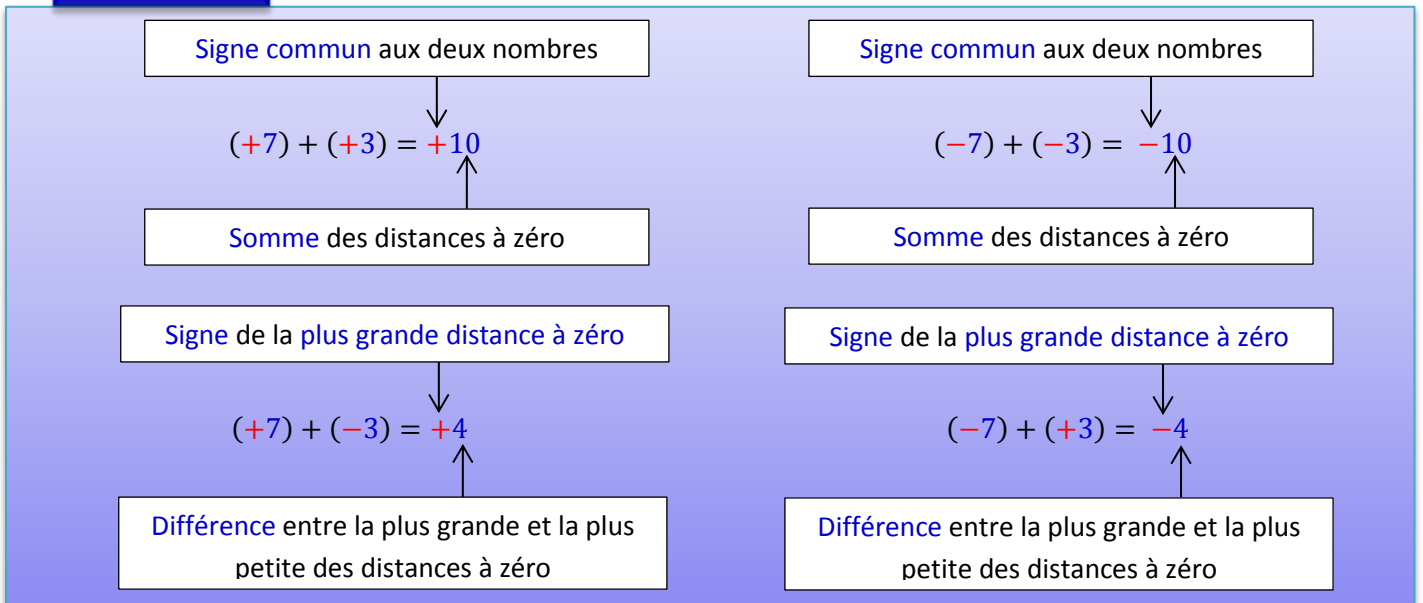 Signe commun aux deux nombres
(+7) + (+3) = +10
Somme des distances à zéro
Signe commun aux deux nombres
(−7) + (−3) = −10
Somme des distances à zéro
Signe de la plus grande distance à zéro
(+7) + (−3) = +4
Différence entre la plus grande et la plus
petite des distances à zéro
Signe de la plus grande distance à zéro
(−7) + (+3) = −4
Différence entre la plus grande et la plus
petite des distances à zéro